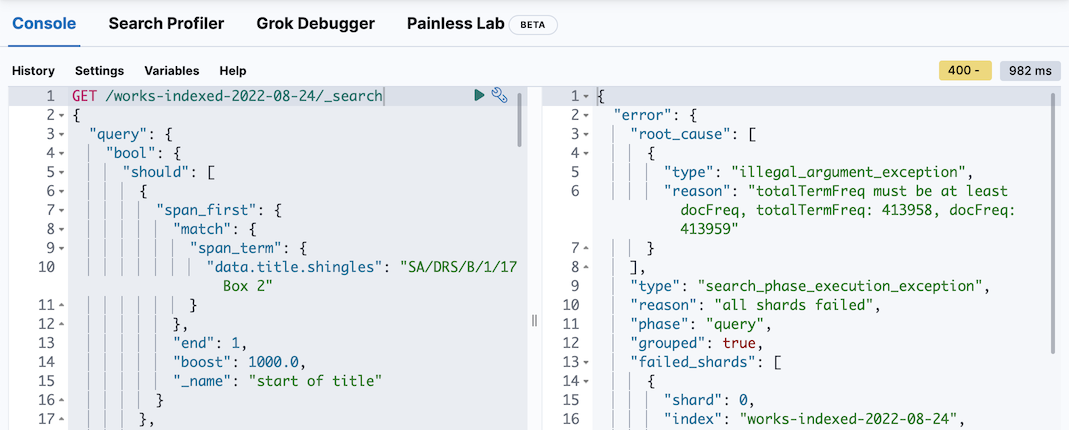 Console Search Profiler Grok Debugger Painless Lab BETA
History Settings Variables Help 400 - 982 ms
1 GET /works-indexed-2022-08-24/_search
2 {
3 "query": {
4 "bool": {
5 "should": [
6 {
7 "span_first": {
8 "match": {
9 "span_term": {
10 "data.title.shingles": "SA/DRS/B/1/17
Box 2"
11 }
12 },
13 "end": 1,
14 "boost": 1000.0,
15 "_name": "start of title"
16 }
17 },
1 {
2 "error": {
3 "root_cause": [
4 {
5 "type": "illegal_argument_exception",
6 "reason": "totalTermFreq must be at least
docFreq, totalTermFreq: 413958, docFreq:
413959"
7 }
8 ],
9 "type": "search_phase_execution_exception",
10 "reason": "all shards failed",
11 "phase": "query",
12 "grouped": true,
13 "failed_shards": [
14 {
15 "shard": 0,
16 "index": "works-indexed-2022-08-24",